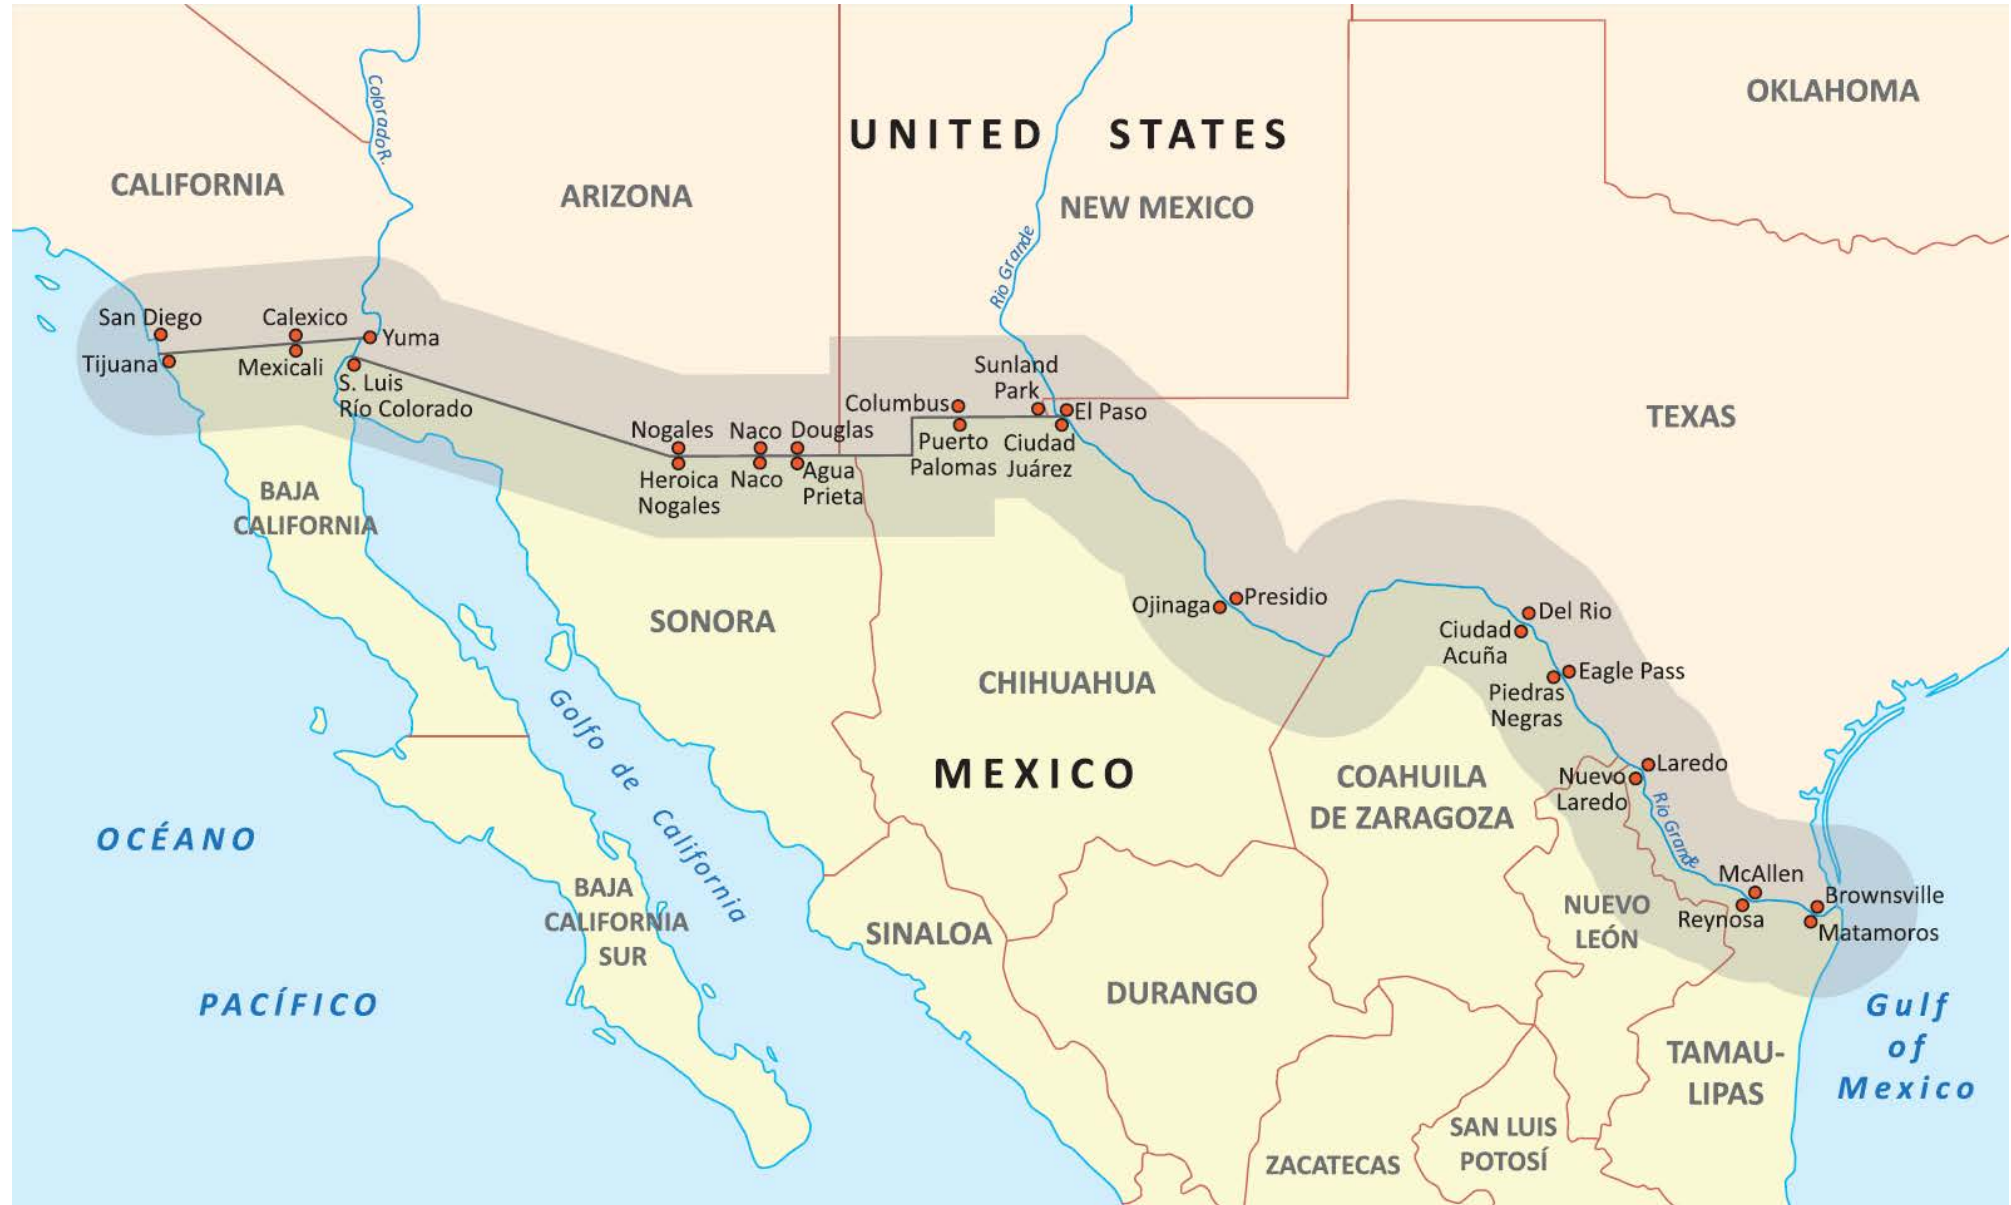 OKLAHOMA
Colorado R.
UNITED STATES
CALIFORNIA
ARIZONA
NEW MEXICO
Rio Grande
San Diego
Calexico
Yuma
Tijuana
Mexicali
S. Luis
Río Colorado
Sunland
Park
Columbus
El Paso
TEXAS
Nogales
Naco
Douglas
Puerto
Palomas
Ciudad
Juárez
Heroica
Nogales
Naco
Agua
Prieta
BAJA
CALIFORNIA
SONORA
Ojinaga
Presidio
Del Rio
Ciudad
Acuña
Eagle Pass
Piedras
Negras
CHIHUAHUA
MEXICO
Golfo de California
COAHUILA
DE ZARAGOZA
Laredo
Nuevo
Laredo
Rio Grande
OCÉANO
PACÍFICO
BAJA
CALIFORNIA
SUR
SINALOA
DURANGO
NUEVO
LEÓN
McAllen
Reynosa
Brownsville
Matamoros
Gulf
of
Mexico
TAMAU-
LIPAS
SAN LUIS
POTOSÍ
ZACATECAS